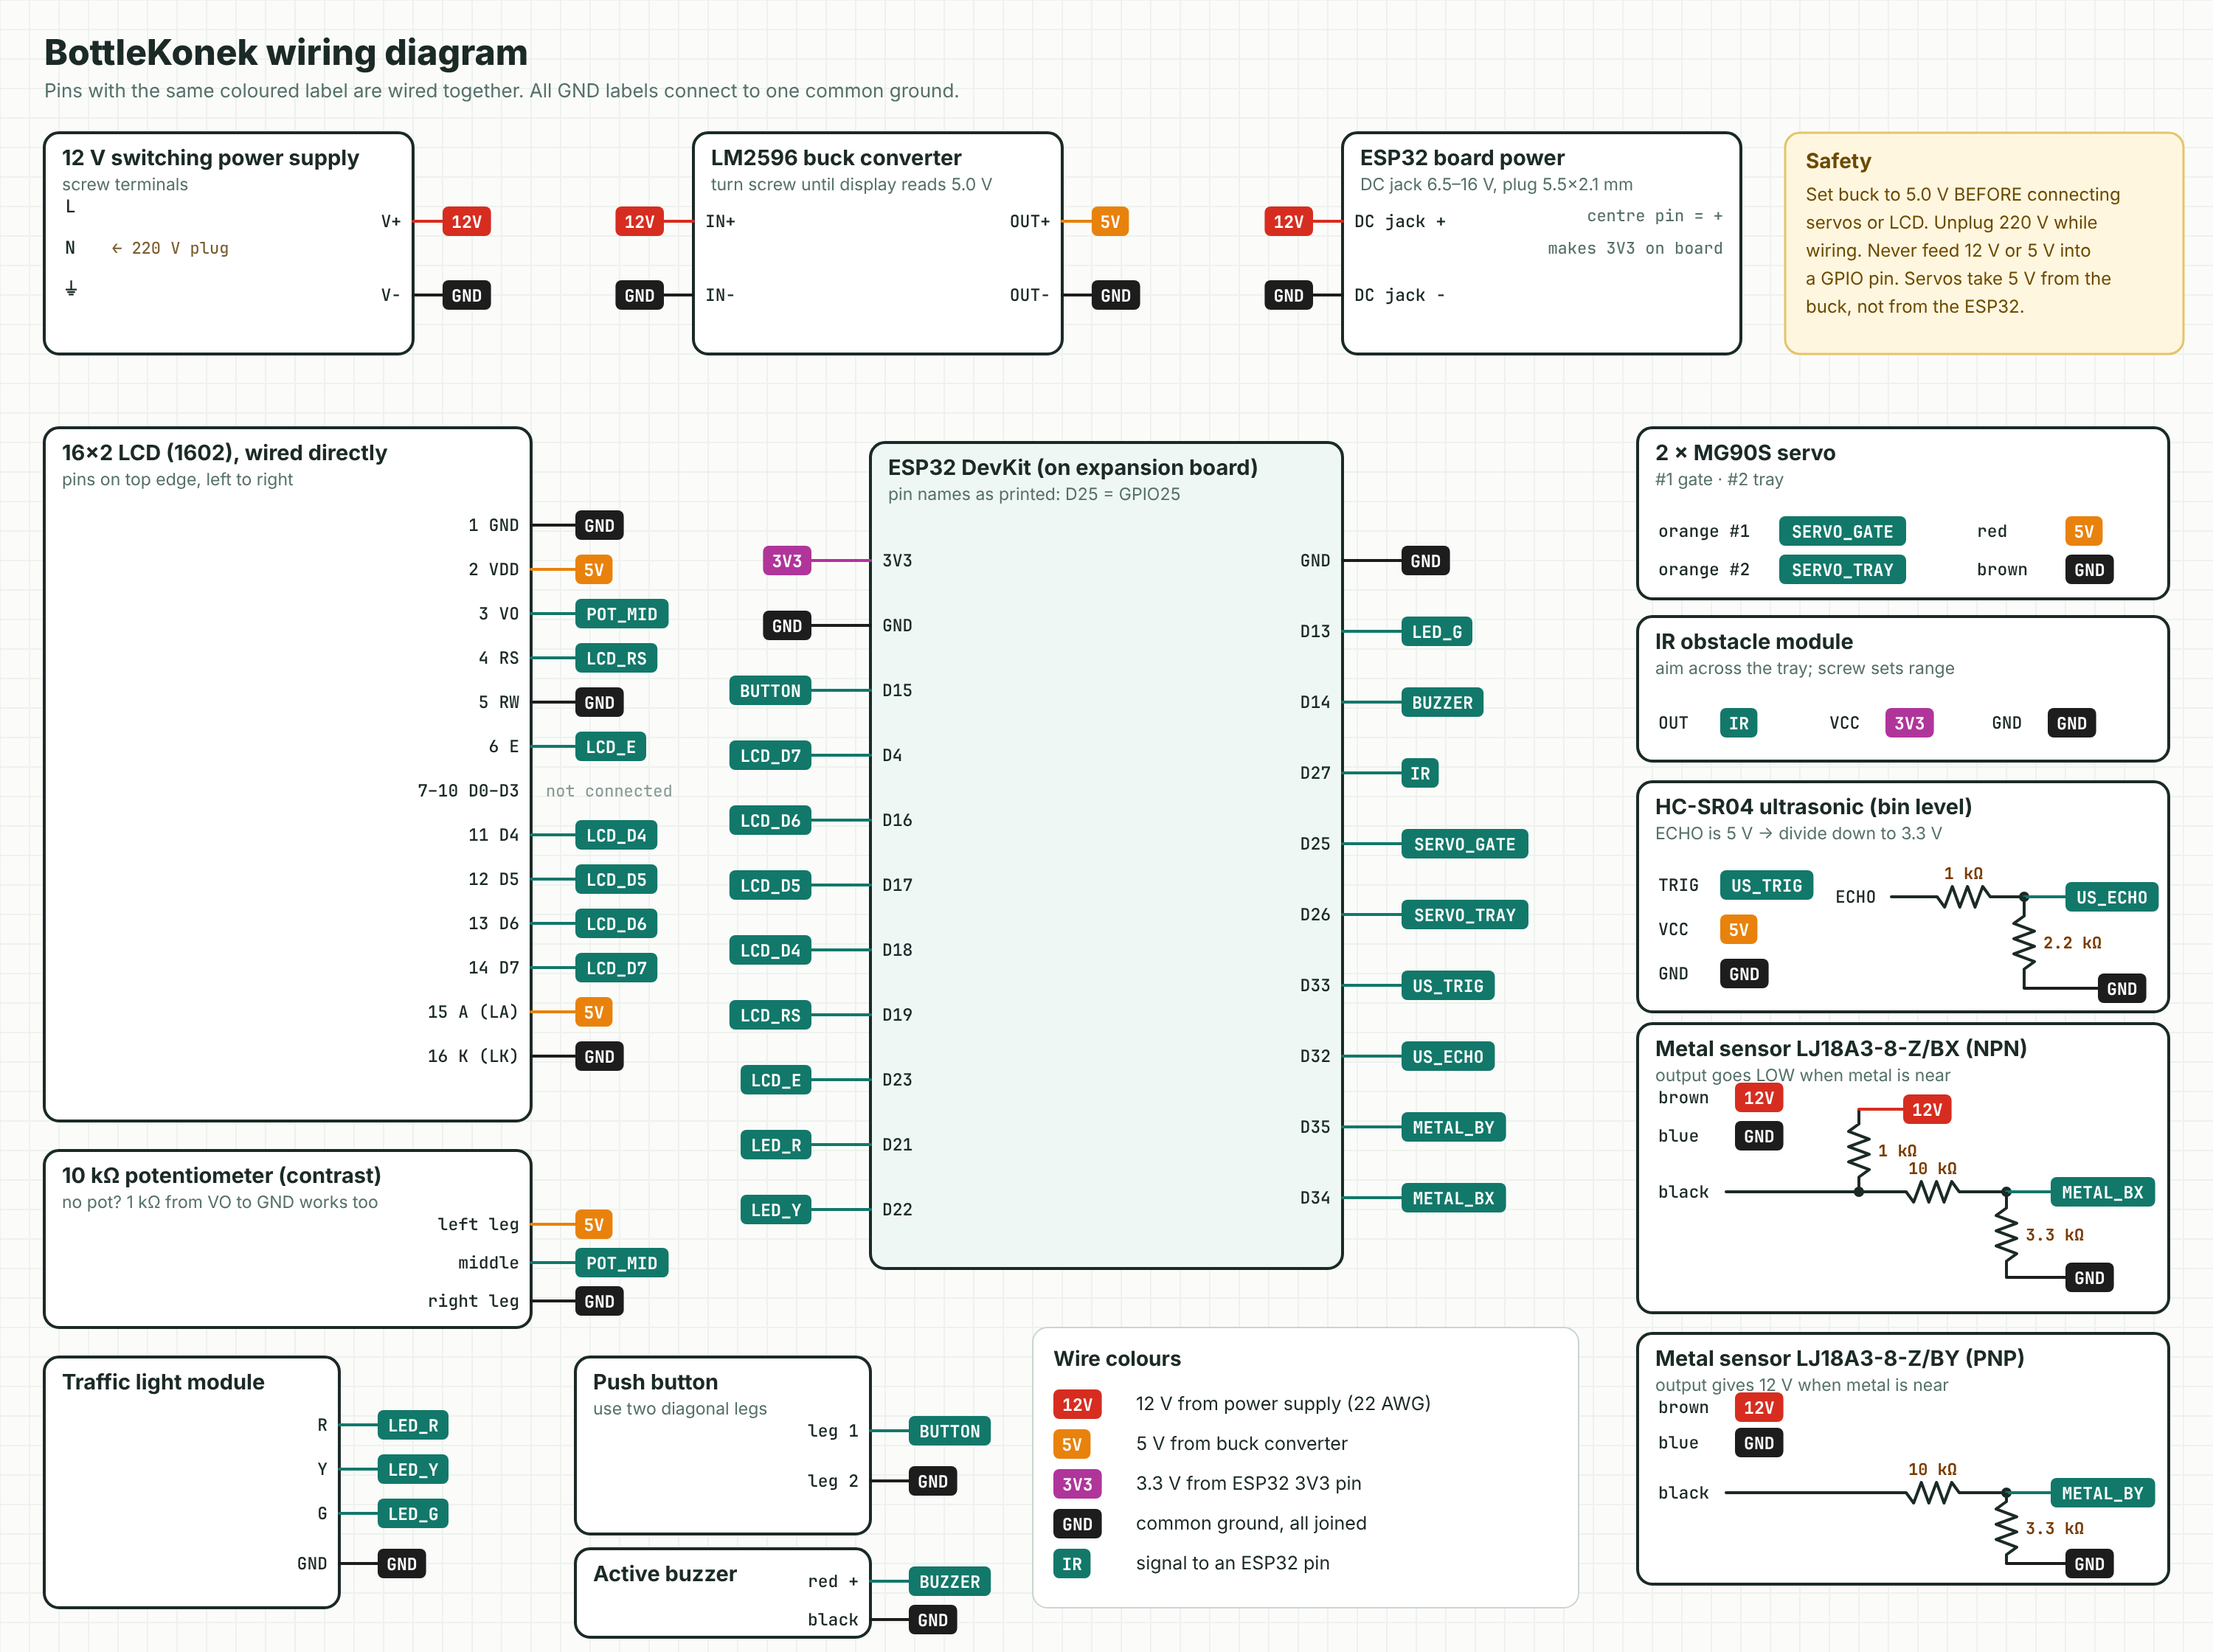 BottleKonek wiring diagram
Pins with the same coloured label are wired together. All GND labels connect to one common ground.
12 V switching power supply
screw terminals
L
N ← 220 V plug
⏚
V+ 12V
V- GND
LM2596 buck converter
turn screw until display reads 5.0 V
12V IN+ OUT+ 5V
GND IN- OUT- GND
ESP32 board power
DC jack 6.5–16 V, plug 5.5×2.1 mm
12V DC jack + centre pin = +
makes 3V3 on board
GND DC jack -
Safety
Set buck to 5.0 V BEFORE connecting
servos or LCD. Unplug 220 V while
wiring. Never feed 12 V or 5 V into
a GPIO pin. Servos take 5 V from the
buck, not from the ESP32.
16×2 LCD (1602), wired directly
pins on top edge, left to right
1 GND GND
2 VDD 5V
3 VO POT_MID
4 RS LCD_RS
5 RW GND
6 E LCD_E
7–10 D0–D3 not connected
11 D4 LCD_D4
12 D5 LCD_D5
13 D6 LCD_D6
14 D7 LCD_D7
15 A (LA) 5V
16 K (LK) GND
ESP32 DevKit (on expansion board)
pin names as printed: D25 = GPIO25
3V3 3V3
GND GND
BUTTON D15
LCD_D7 D4
LCD_D6 D16
LCD_D5 D17
LCD_D4 D18
LCD_RS D19
LCD_E D23
LED_R D21
LED_Y D22
GND GND
D13 LED_G
D14 BUZZER
D27 IR
D25 SERVO_GATE
D26 SERVO_TRAY
D33 US_TRIG
D32 US_ECHO
D35 METAL_BY
D34 METAL_BX
2 × MG90S servo
#1 gate · #2 tray
orange #1 SERVO_GATE red 5V
orange #2 SERVO_TRAY brown GND
IR obstacle module
aim across the tray; screw sets range
OUT IR VCC 3V3 GND GND
HC-SR04 ultrasonic (bin level)
ECHO is 5 V → divide down to 3.3 V
1 kΩ
TRIG US_TRIG ECHO US_ECHO
VCC 5V 2.2 kΩ
GND GND GND
Metal sensor LJ18A3-8-Z/BX (NPN)
output goes LOW when metal is near
brown 12V 12V
blue GND 1 kΩ
10 kΩ
black METAL_BX
3.3 kΩ
GND
Metal sensor LJ18A3-8-Z/BY (PNP)
output gives 12 V when metal is near
brown 12V
blue GND
10 kΩ
black METAL_BY
3.3 kΩ
GND
10 kΩ potentiometer (contrast)
no pot? 1 kΩ from VO to GND works too
left leg 5V
middle POT_MID
right leg GND
Traffic light module
R LED_R
Y LED_Y
G LED_G
GND GND
Push button
use two diagonal legs
leg 1 BUTTON
leg 2 GND
Active buzzer
red + BUZZER
black GND
Wire colours
12V 12 V from power supply (22 AWG)
5V 5 V from buck converter
3V3 3.3 V from ESP32 3V3 pin
GND common ground, all joined
IR signal to an ESP32 pin